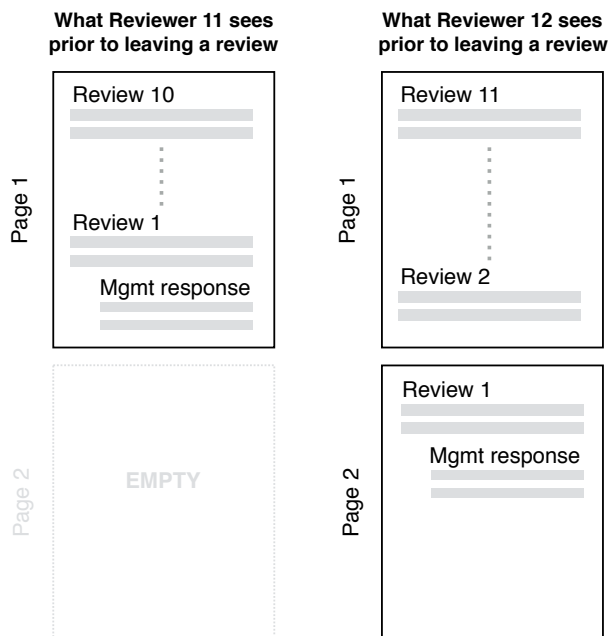 What Reviewer 11 sees
prior to leaving a review
Page 1
Review 10
Review 1
Mgmt response
Page 2
EMPTY
What Reviewer 12 sees
prior to leaving a review
Page 1
Review 11
Review 2
Page 2
Review 1
Mgmt response